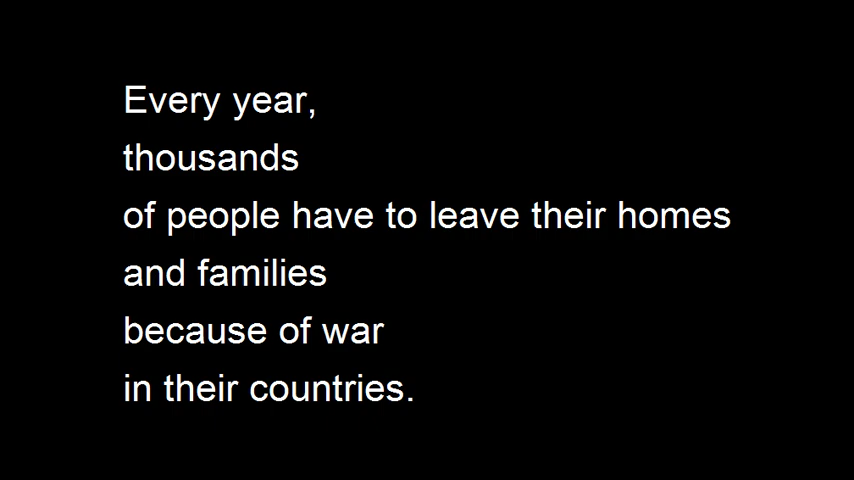 Every year,
thousands
of people have to leave their homes
and families
because of war
in their countries.